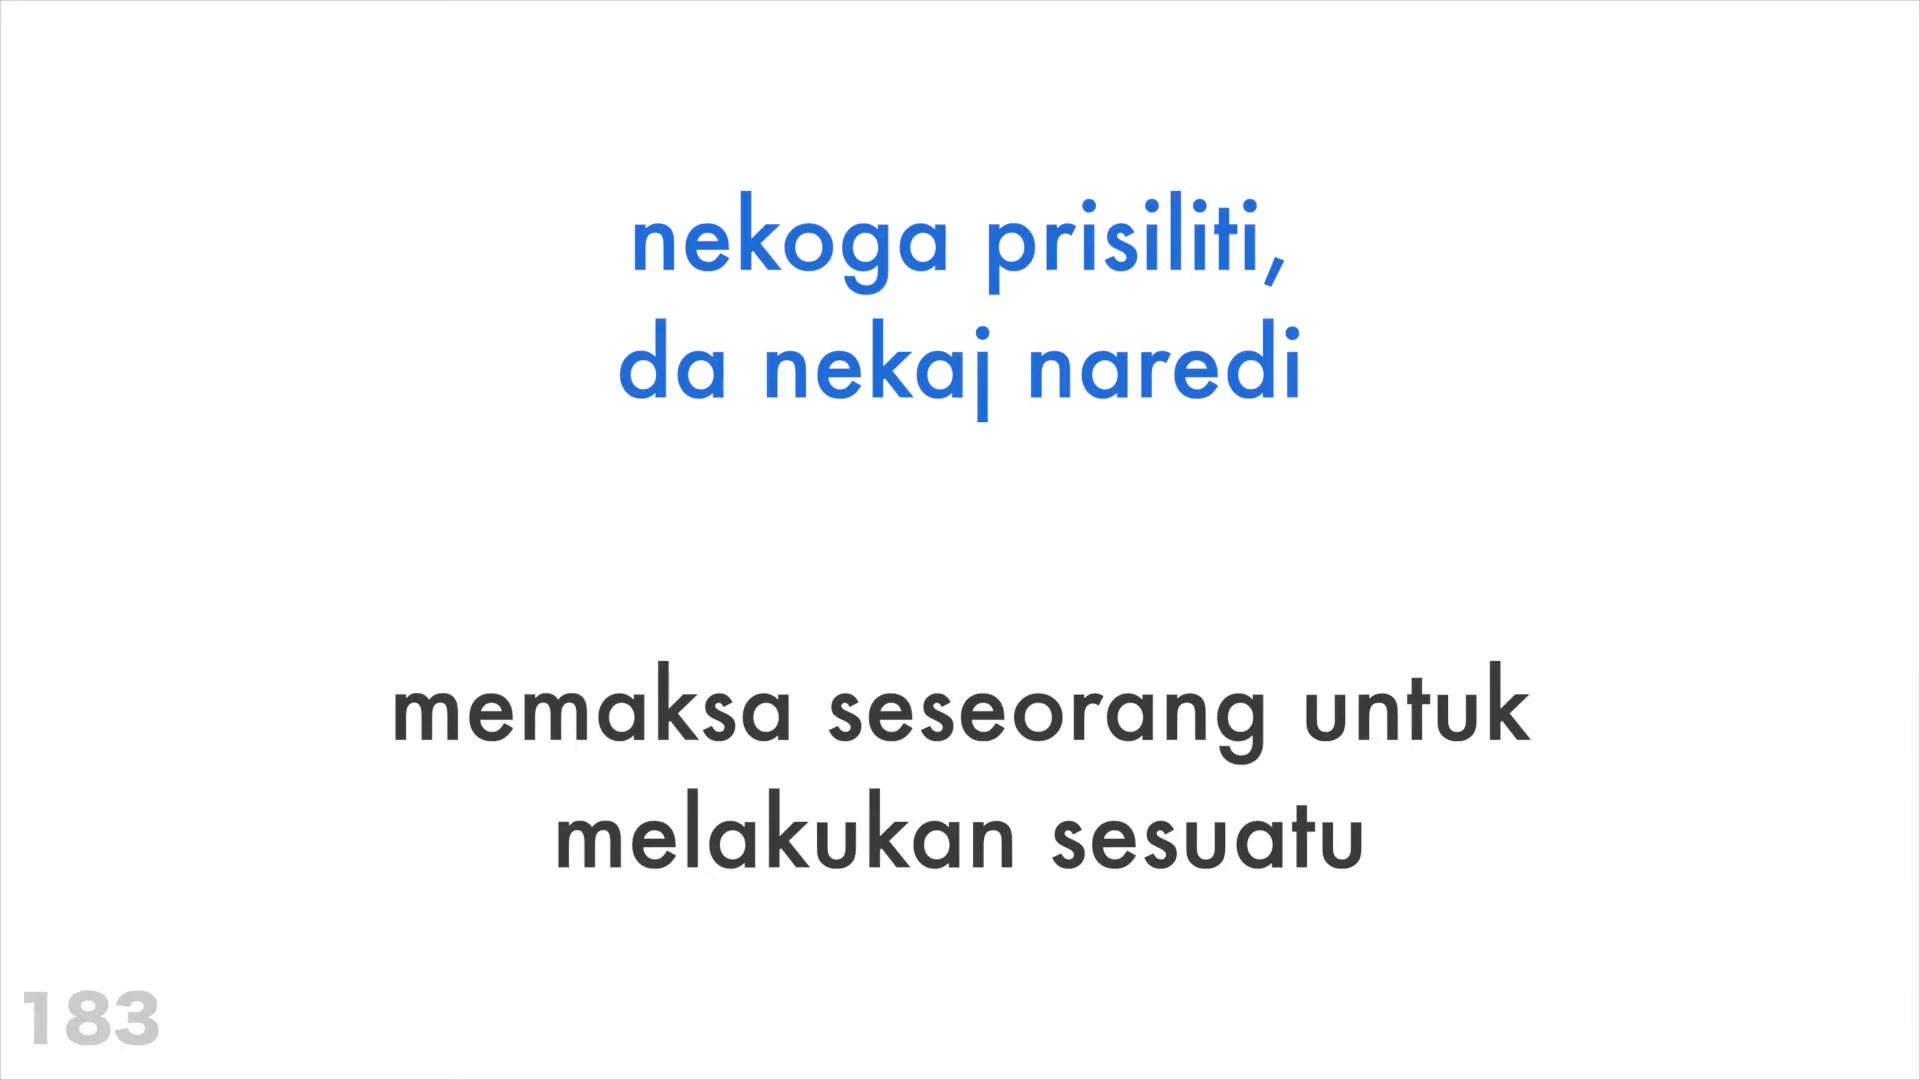 nekoga prisiliti,
da nekaj naredi
memaksa seseorang untuk
melakukan sesuatu
183